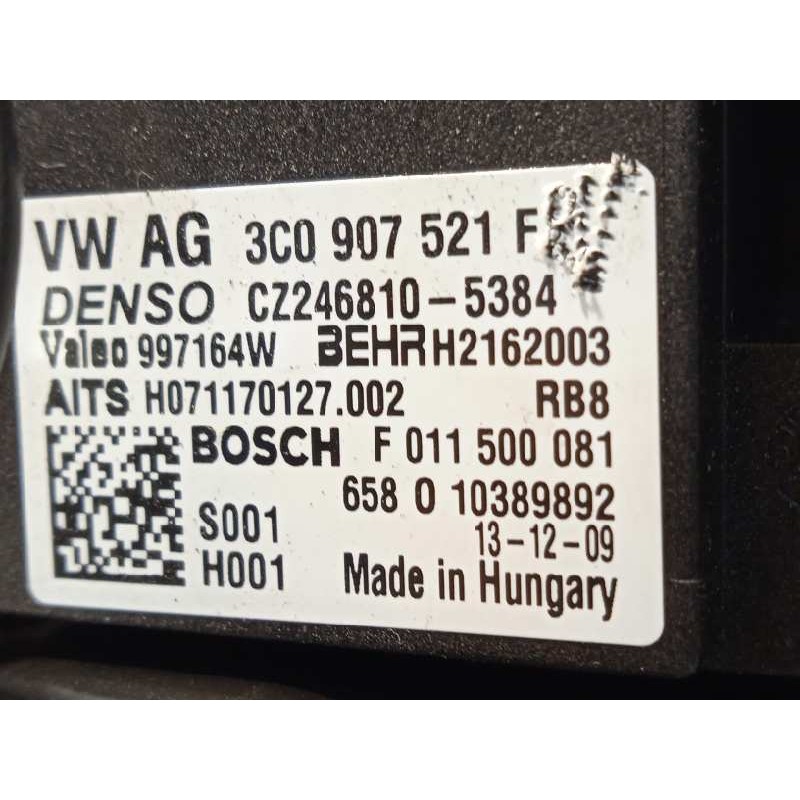 VW AG 3C0 907 521 F
DENSO CZ246810-5384
Valeo 997164W BEHR H2162003
AITS H071170127.002 RB8
BOSCH F 011 500 081
658 0 10389892
S001 13-12-09
H001 Made in Hungary